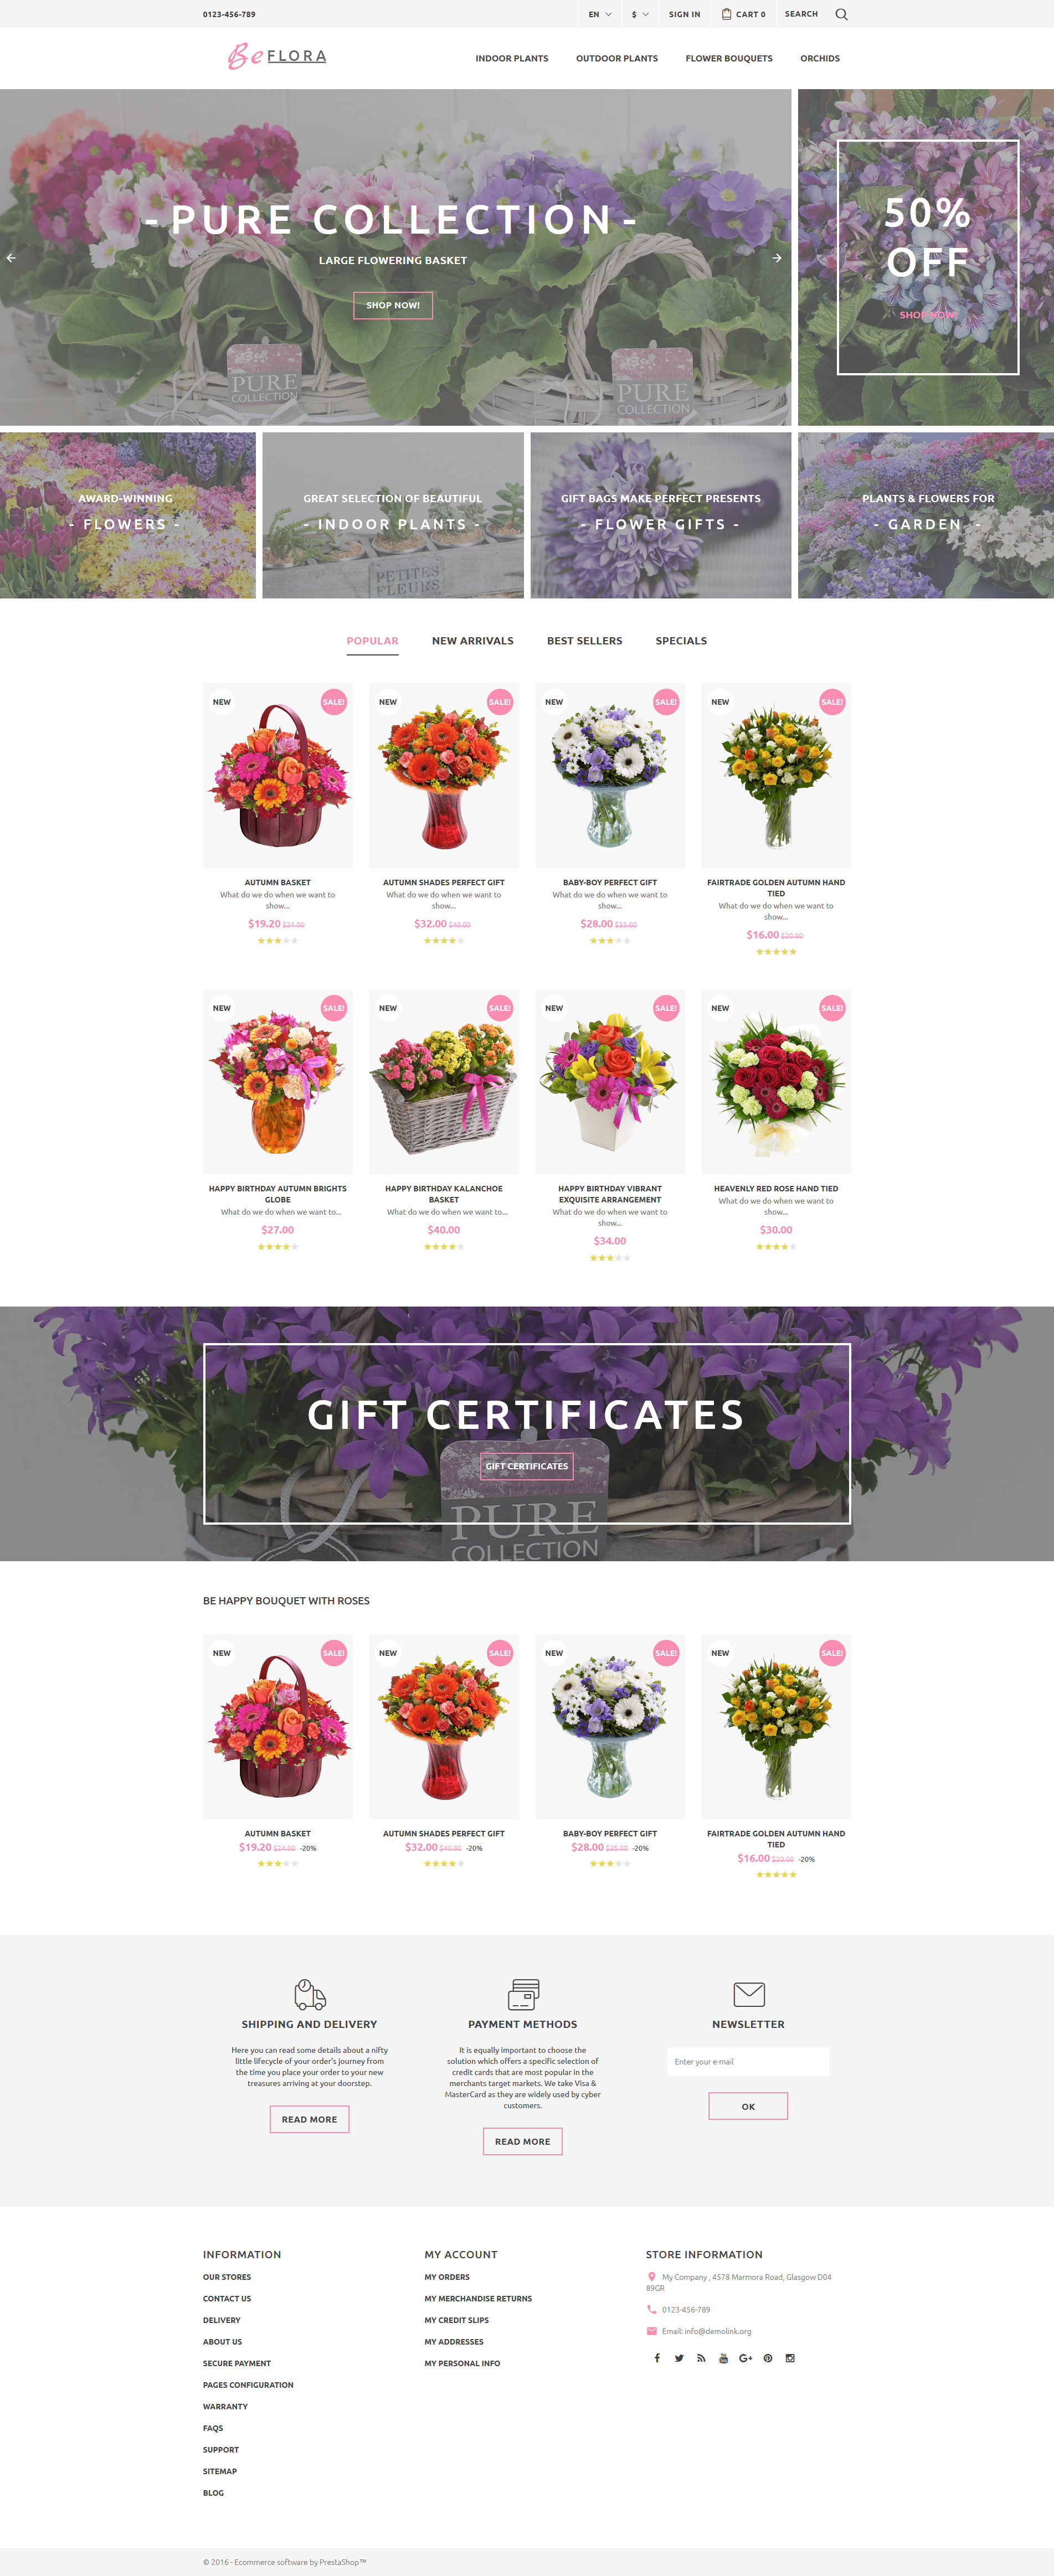 0123-456-789
EN
$
SIGN IN
CART 0
SEARCH
Be FLORA
INDOOR PLANTS
OUTDOOR PLANTS
FLOWER BOUQUETS
ORCHIDS
- PURE COLLECTION -
LARGE FLOWERING BASKET
SHOP NOW!
PURE
COLLECTION
PURE
COLLECTION
50%
OFF
SHOP NOW!
AWARD-WINNING
- FLOWERS -
GREAT SELECTION OF BEAUTIFUL
- INDOOR PLANTS -
PETITES
FLEURS
GIFT BAGS MAKE PERFECT PRESENTS
- FLOWER GIFTS -
PLANTS & FLOWERS FOR
- GARDEN -
POPULAR
NEW ARRIVALS
BEST SELLERS
SPECIALS
NEW
SALE!
AUTUMN BASKET
What do we do when we want to
show...
$19.20 $24.00
NEW
SALE!
AUTUMN SHADES PERFECT GIFT
What do we do when we want to
show...
$32.00 $40.00
NEW
SALE!
BABY-BOY PERFECT GIFT
What do we do when we want to
show...
$28.00 $35.00
NEW
SALE!
FAIRTRADE GOLDEN AUTUMN HAND
TIED
What do we do when we want to
show...
$16.00 $20.00
NEW
SALE!
HAPPY BIRTHDAY AUTUMN BRIGHTS
GLOBE
What do we do when we want to...
$27.00
NEW
SALE!
HAPPY BIRTHDAY KALANCHOE
BASKET
What do we do when we want to...
$40.00
NEW
SALE!
HAPPY BIRTHDAY VIBRANT
EXQUISITE ARRANGEMENT
What do we do when we want to
show...
$34.00
NEW
SALE!
HEAVENLY RED ROSE HAND TIED
What do we do when we want to
show...
$30.00
GIFT CERTIFICATES
GIFT CERTIFICATES
PURE
COLLECTION
BE HAPPY BOUQUET WITH ROSES
NEW
SALE!
AUTUMN BASKET
$19.20 $24.00 -20%
NEW
SALE!
AUTUMN SHADES PERFECT GIFT
$32.00 $40.00 -20%
NEW
SALE!
BABY-BOY PERFECT GIFT
$28.00 $35.00 -20%
NEW
SALE!
FAIRTRADE GOLDEN AUTUMN HAND
TIED
$16.00 $20.00 -20%
SHIPPING AND DELIVERY
Here you can read some details about a nifty
little lifecycle of your order's journey from
the time you place your order to your new
treasures arriving at your doorstep.
READ MORE
PAYMENT METHODS
It is equally important to choose the
solution which offers a specific selection of
credit cards that are most popular in the
merchants target markets. We take Visa &
MasterCard as they are widely used by cyber
customers.
READ MORE
NEWSLETTER
Enter your e-mail
OK
INFORMATION
OUR STORES
CONTACT US
DELIVERY
ABOUT US
SECURE PAYMENT
PAGES CONFIGURATION
WARRANTY
FAQS
SUPPORT
SITEMAP
BLOG
MY ACCOUNT
MY ORDERS
MY MERCHANDISE RETURNS
MY CREDIT SLIPS
MY ADDRESSES
MY PERSONAL INFO
STORE INFORMATION
My Company , 4578 Marmora Road, Glasgow D04
89GR
0123-456-789
Email: info@demolink.org
© 2016 - Ecommerce software by PrestaShop™